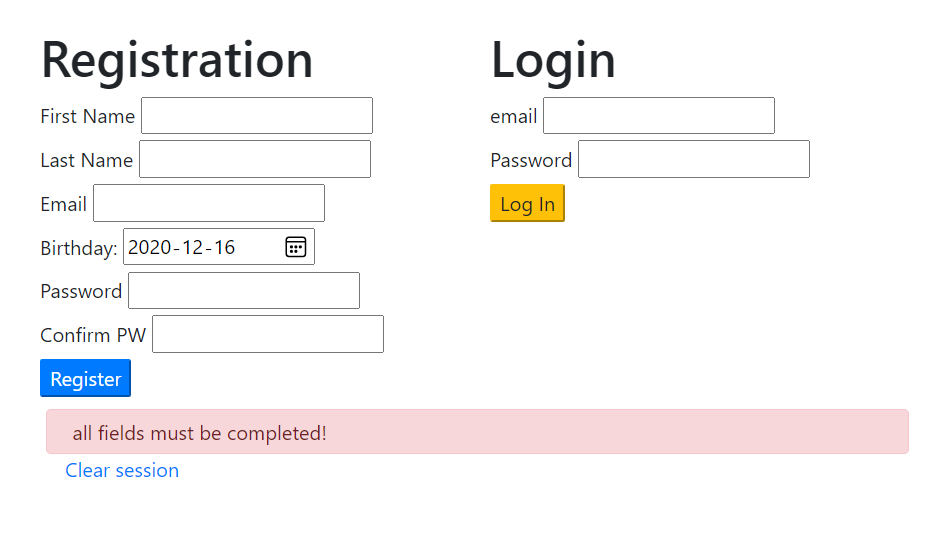 Registration
First Name
Last Name
Email
Birthday: 2020-12-16
Password
Confirm PW
Register
Login
email
Password
Log In
all fields must be completed!
Clear session